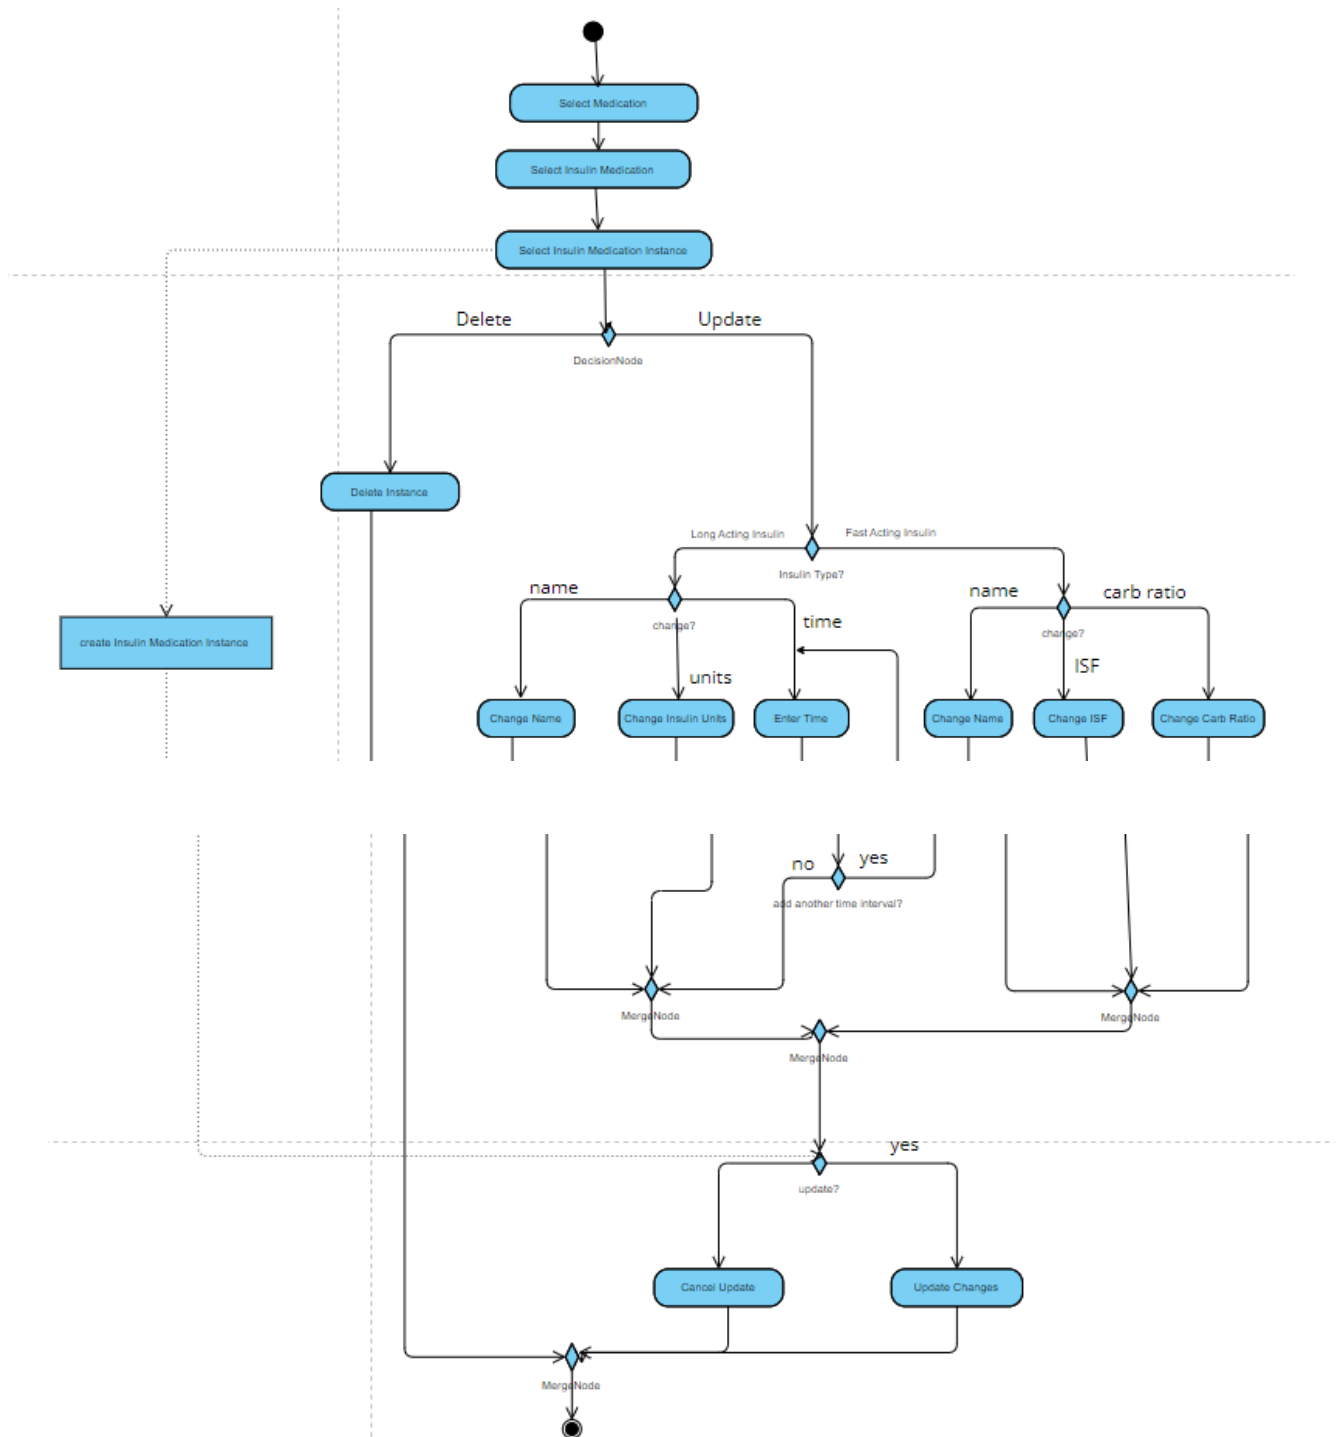 Select Medication
Select Insulin Medication
Select Insulin Medication Instance
Delete
Update
DecisionNode
Delete Instance
Long Acting Insulin
Fast Acting Insulin
Insulin Type?
name
name
carb ratio
change?
time
change?
ISF
units
create Insulin Medication Instance
Change Name
Change Insulin Units
Enter Time
Change Name
Change ISF
Change Carb Ratio
no
yes
add another time interval?
MergeNode
MergeNode
MergeNode
yes
update?
Cancel Update
Update Changes
MergeNode